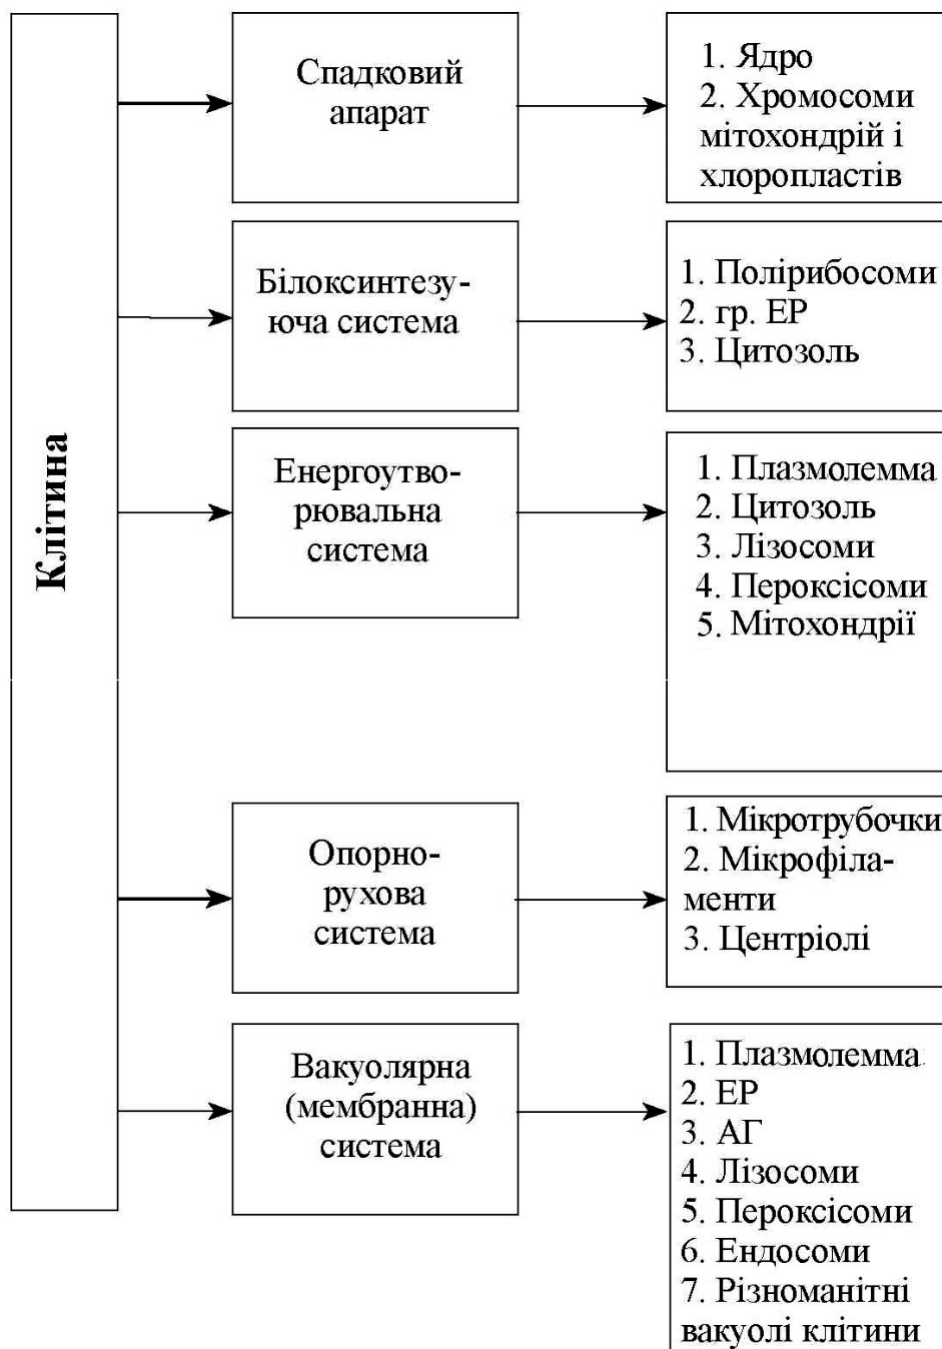 Клітина
Спадковий
апарат
1. Ядро
2. Хромосоми
мітохондрій і
хлоропластів
Білоксинтезу-
юча система
1. Полірибосоми
2. гр. ЕР
3. Цитозоль
Енергоутво-
рювальна
система
1. Плазмолемма
2. Цитозоль
3. Лізосоми
4. Пероксісоми
5. Мітохондрії
Опорно-
рухова
система
1. Мікротрубочки
2. Мікрофіла-
менти
3. Центріолі
Вакуолярна
(мембранна)
система
1. Плазмолемма
2. ЕР
3. АГ
4. Лізосоми
5. Пероксісоми
6. Ендосоми
7. Різноманітні
вакуолі клітини